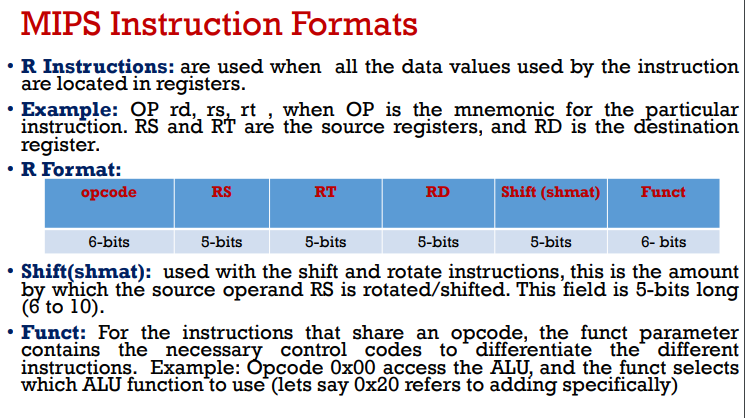 MIPS Instruction Formats
• R Instructions: are used when all the data values used by the instruction
are located in registers.
• Example: OP rd, rs, rt , when OP is the mnemonic for the particular
instruction. RS and RT are the source registers, and RD is the destination
register.
• R Format:
opcode RS RT RD Shift (shmat) Funct
6-bits 5-bits 5-bits 5-bits 5-bits 6- bits
• Shift(shmat): used with the shift and rotate instructions, this is the amount
by which the source operand RS is rotated/shifted. This field is 5-bits long
(6 to 10).
• Funct: For the instructions that share an opcode, the funct parameter
contains the necessary control codes to differentiate the different
instructions. Example: Opcode 0x00 access the ALU, and the funct selects
which ALU function to use (lets say 0x20 refers to adding specifically)